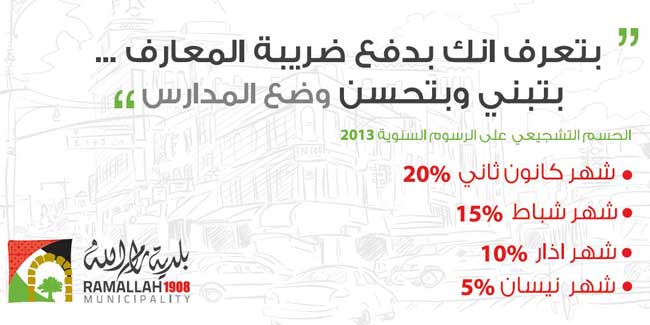 " بتعرف انك بدفع ضريبة المعارف ...
بتبني وبتحسن وضع المدارس "
الحسم التشجيعي على الرسوم السنوية 2013
• شهر كانون ثاني 20%
• شهر شباط 15%
• شهر اذار 10%
• شهر نيسان 5%
بلدية رام الله
RAMALLAH 1908
MUNICIPALITY